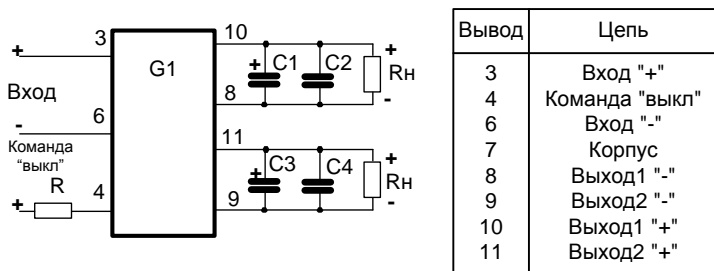 3
10
+
G1
+
C1
C2
+
Rн
-
Вход
8
-
6
Команда
“выкл”
11
+
C3
C4
+
Rн
-
R
4
+
9
Вывод Цепь
3 Вход "+"
4 Команда "выкл"
6 Вход "-"
7 Корпус
8 Выход1 "-"
9 Выход2 "-"
10 Выход1 "+"
11 Выход2 "+"